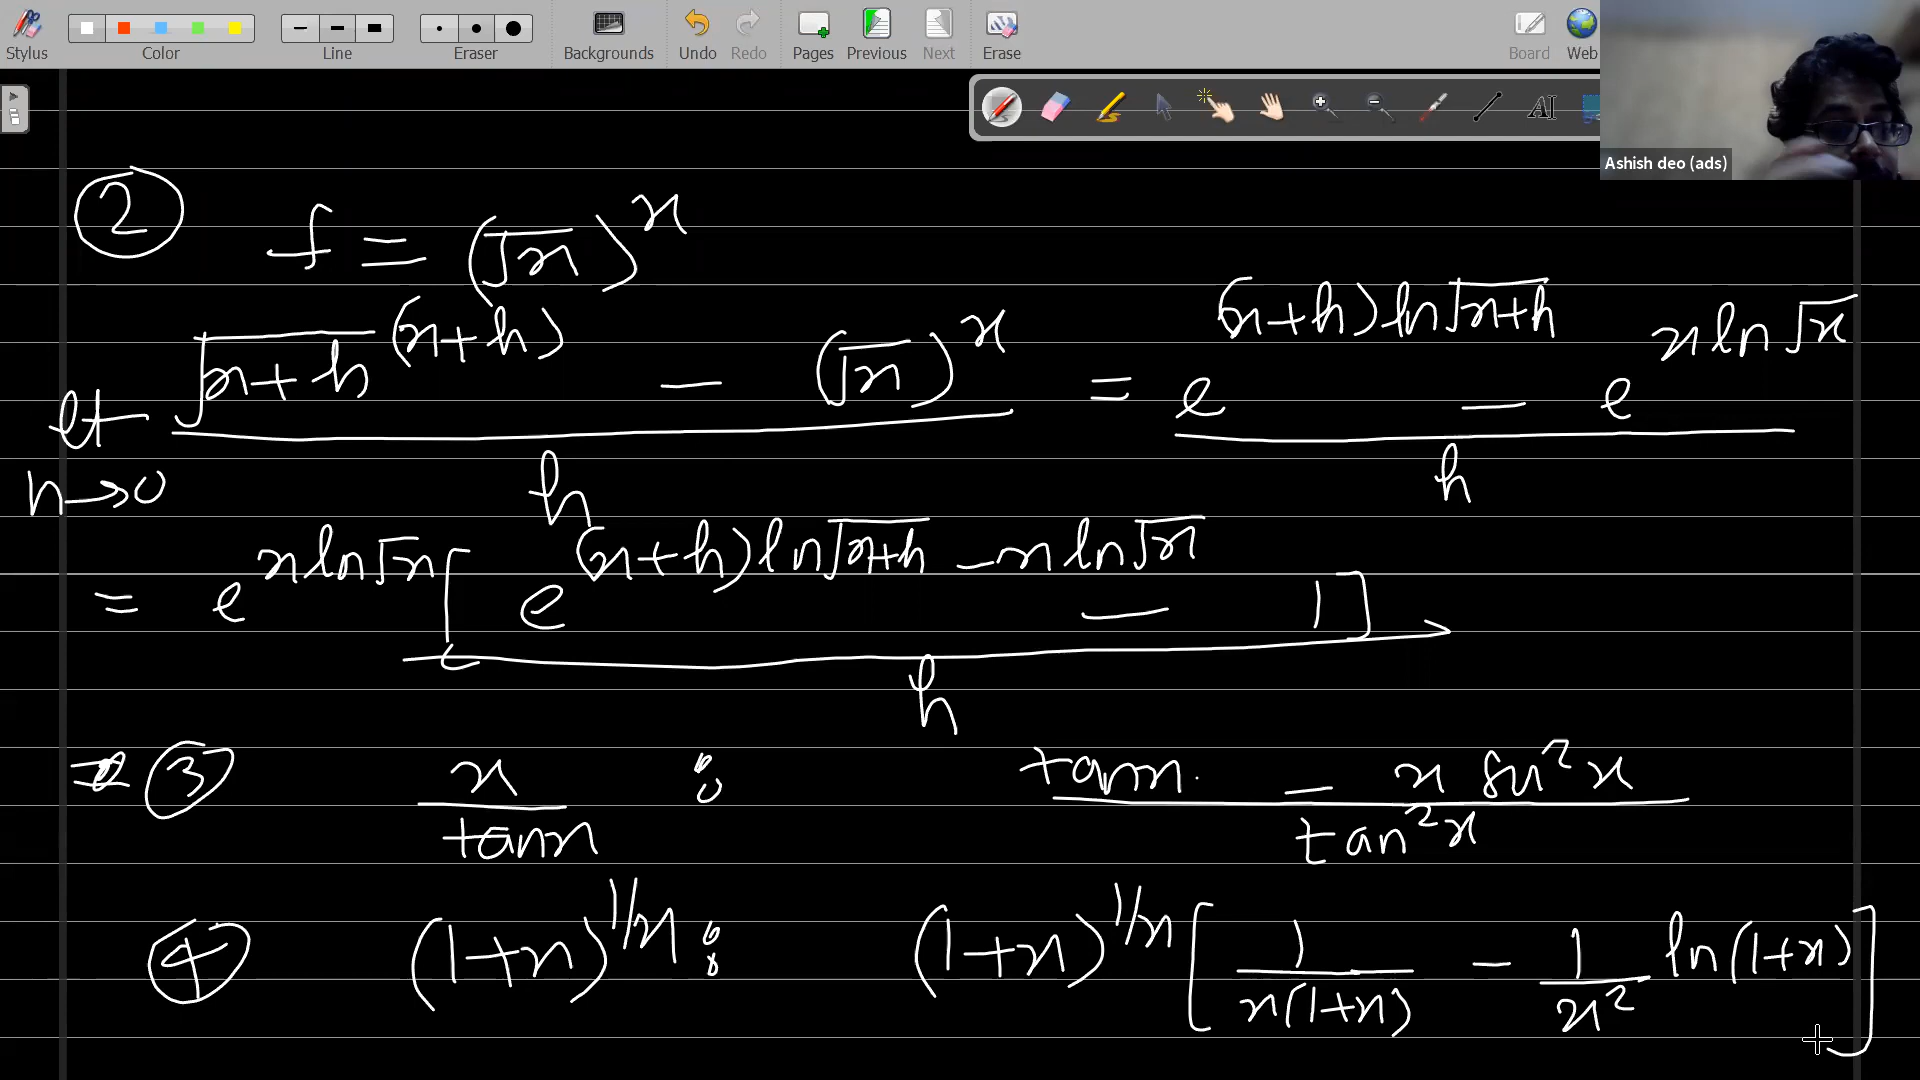 Stylus Color Line Eraser Backgrounds Undo Redo Pages Previous Next Erase Board Web
Ashish deo (ads)
② f = (√x)^x
lt h→0 (√(x+h)^(x+h) − (√x)^x) / h = (e^((x+h) ln√(x+h)) − e^(x ln√x)) / h
= e^(x ln√x) [e^((x+h) ln√(x+h) − x ln√x) − 1] / h
③ x / tanx : (tanx − x sec²x) / tan²x
④ (1+x)^(1/x) : (1+x)^(1/x) [1/(x(1+x)) − (1/x²) ln(1+x)]